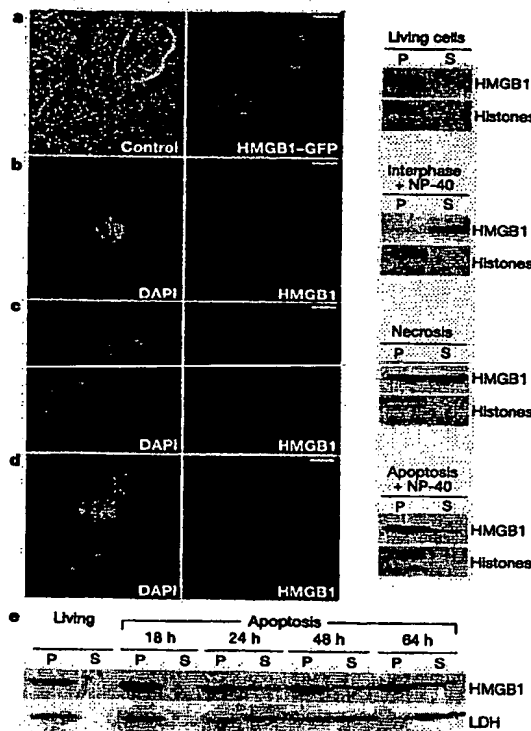 a
Control
HMGB1-GFP
Living cells
P S
HMGB1
Histones
b
DAPI
HMGB1
Interphase
+ NP-40
P S
HMGB1
Histones
c
DAPI
HMGB1
Necrosis
P S
HMGB1
Histones
d
DAPI
HMGB1
Apoptosis
+ NP-40
P S
HMGB1
Histones
e
Living Apoptosis
18 h 24 h 48 h 64 h
P S P S P S P S P S
HMGB1
LDH